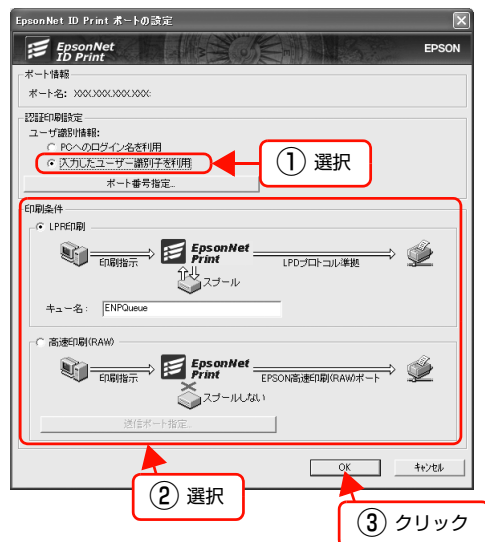 EpsonNet ID Print ポートの設定
EpsonNet
ID Print
EPSON
ポート情報
ポート名: XXX.XXX.XXX.XXX:
認証印刷設定
ユーザ識別情報:
PCへのログイン名を利用
入力したユーザー識別子を利用
① 選択
ポート番号指定...
印刷条件
LPR印刷
印刷指示
EpsonNet
Print
LPDプロトコル準拠
スプール
キュー名:
ENPQueue
高速印刷(RAW)
印刷指示
EpsonNet
Print
EPSON高速印刷(RAW)ポート
スプールしない
送信ポート指定...
OK
キャンセル
② 選択
③ クリック